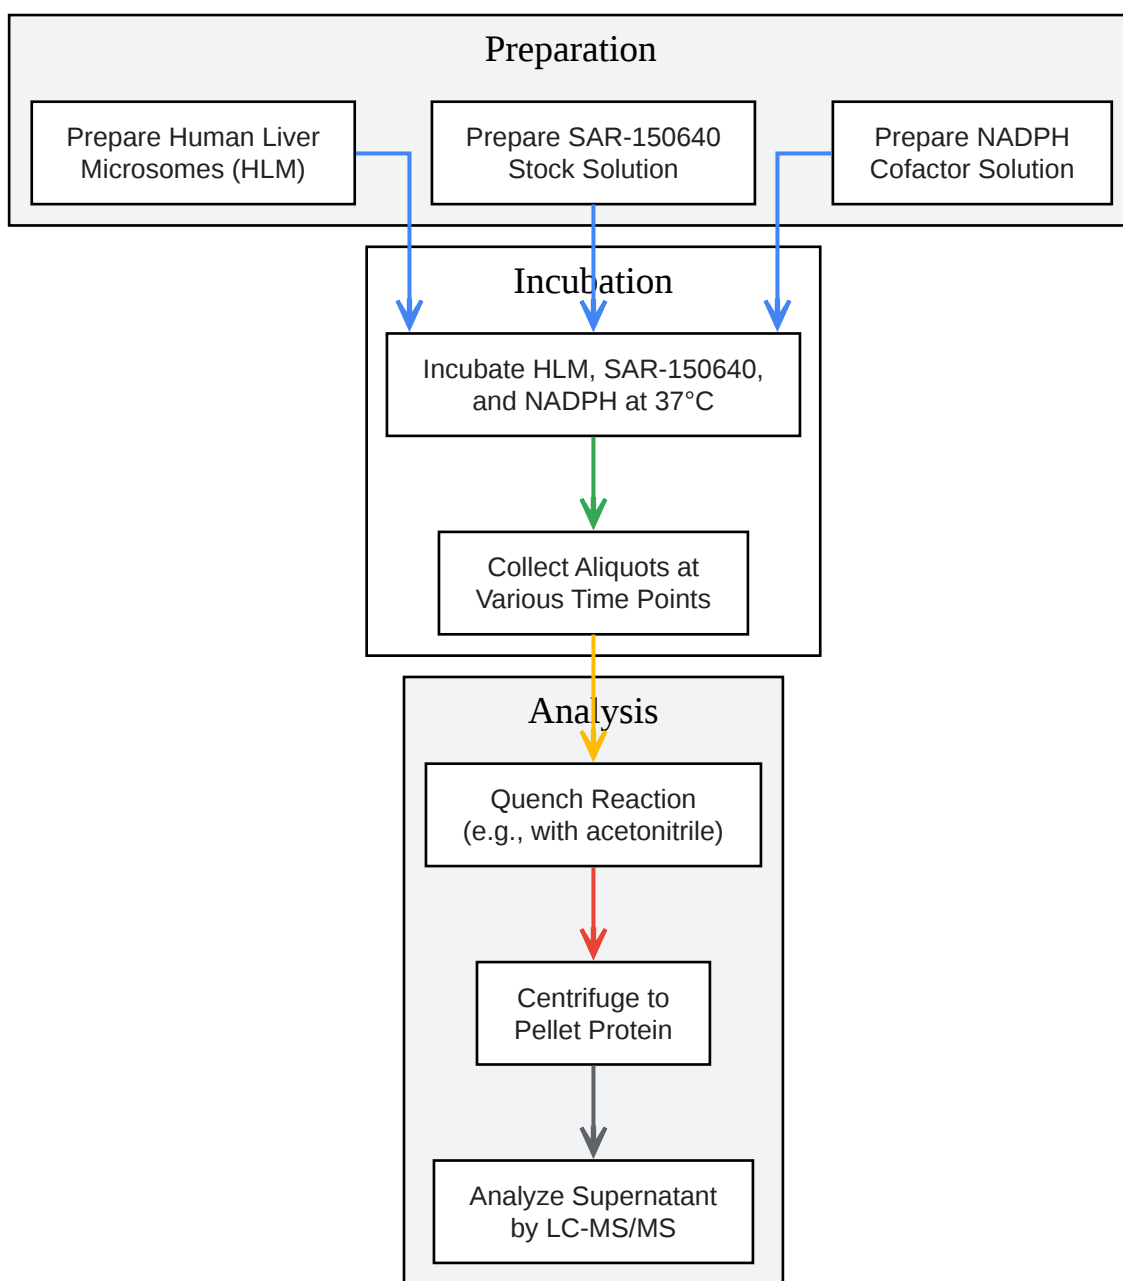 Preparation
Prepare Human Liver
Microsomes (HLM)
Prepare SAR-150640
Stock Solution
Prepare NADPH
Cofactor Solution
Incubation
Incubate HLM, SAR-150640,
and NADPH at 37°C
Collect Aliquots at
Various Time Points
Analysis
Quench Reaction
(e.g., with acetonitrile)
Centrifuge to
Pellet Protein
Analyze Supernatant
by LC-MS/MS